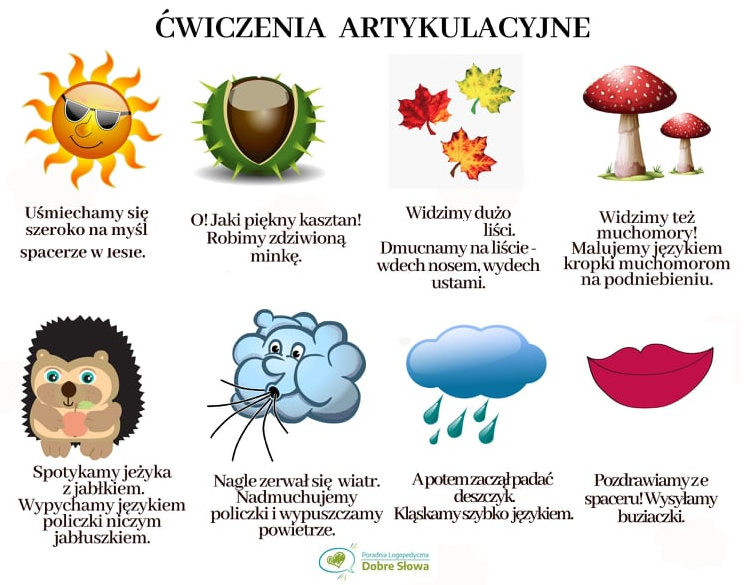 ĆWICZENIA ARTYKULACYJNE
Uśmiechamy się
szeroko na myśl
spacerze w lesie.
O! Jaki piękny kasztan!
Robimy zdziwioną
minkę.
Widzimy dużo
liści.
Dmucnamy na liście -
wdech nosem, wydech
ustami.
Widzimy też
muchomory!
Malujemy językiem
kropki muchomorom
na podniebieniu.
Spotykamy jeżyka
z jabłkiem.
Wypychamy językiem
policzki niczym
jabłuszkiem.
Nagle zerwał się wiatr.
Nadmuchujemy
policzki i wypuszczamy
powietrze.
A potem zaczął padać
deszczyk.
Kląskamy szybko językiem.
Pozdrawiamy ze
spaceru! Wysyłamy
buziaczki.
Poradnia Logopedyczna
Dobre Słowa